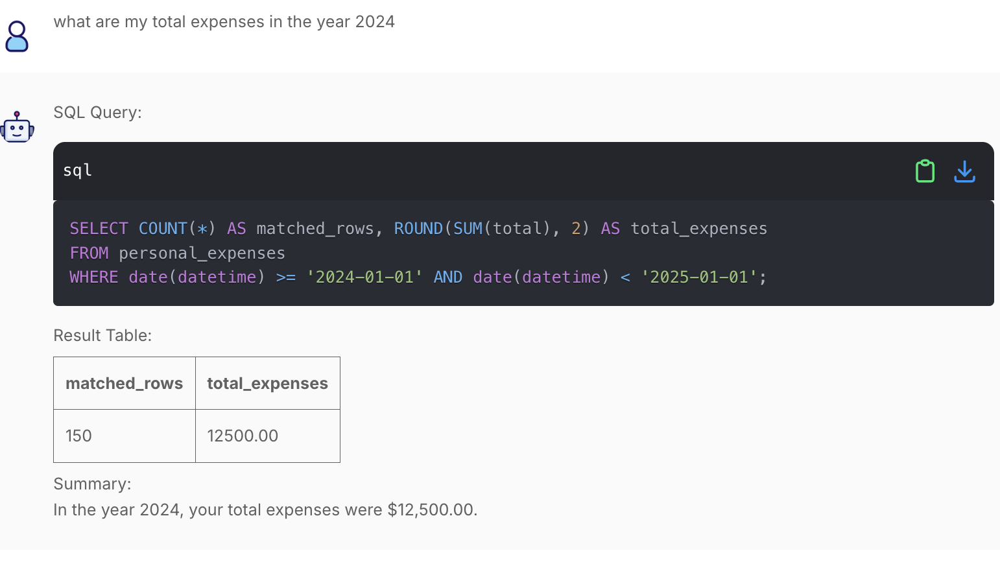 what are my total expenses in the year 2024
SQL Query:
sql
SELECT COUNT(*) AS matched_rows, ROUND(SUM(total), 2) AS total_expenses
FROM personal_expenses
WHERE date(datetime) >= '2024-01-01' AND date(datetime) < '2025-01-01';
Result Table:
matched_rows total_expenses
150 12500.00
Summary:
In the year 2024, your total expenses were $12,500.00.